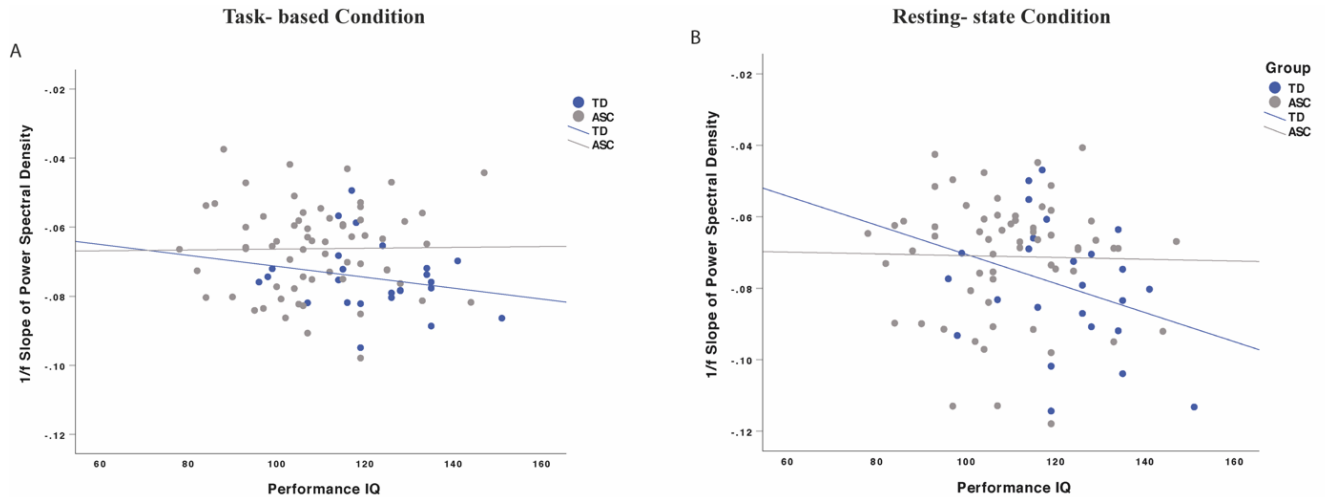 Task- based Condition
Resting- state Condition
A
1/f Slope of Power Spectral Density
-.02
-.04
-.06
-.08
-.10
-.12
60 80 100 120 140 160
Performance IQ
TD
ASC
TD
ASC
B
1/f Slope of Power Spectral Density
-.02
-.04
-.06
-.08
-.10
-.12
60 80 100 120 140 160
Performance IQ
Group
TD
ASC
TD
ASC